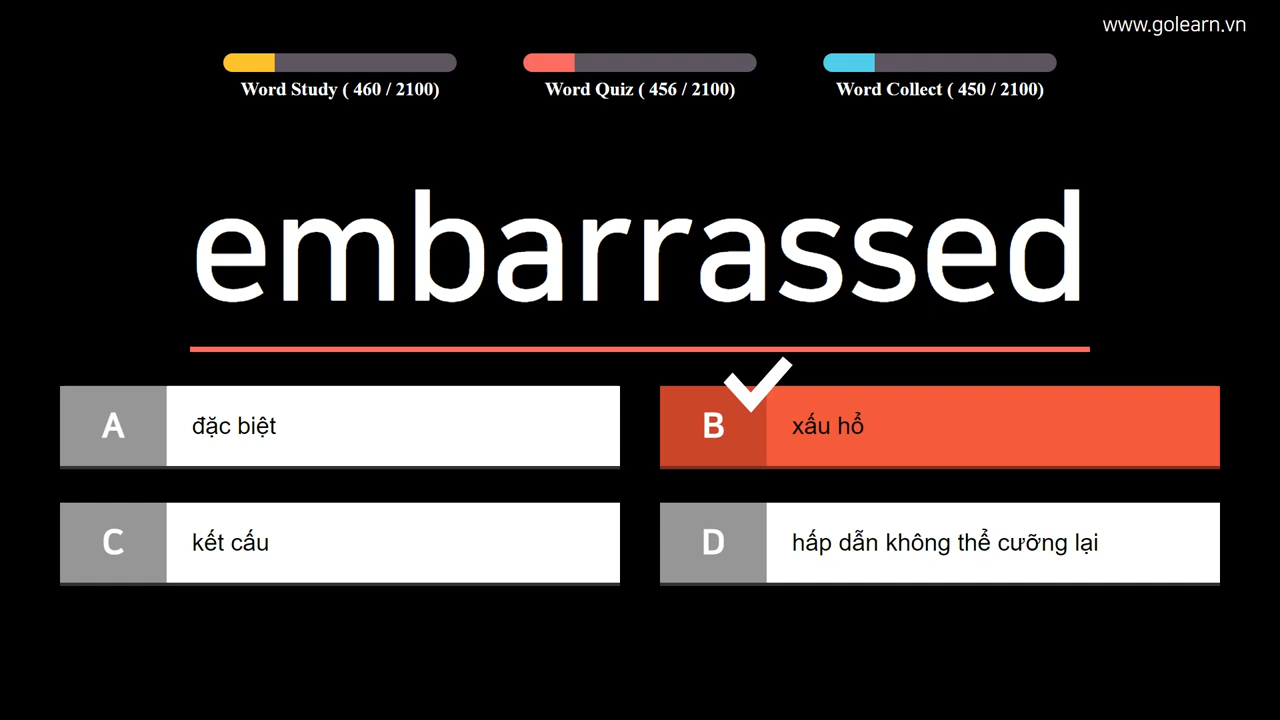 www.golearn.vn
Word Study ( 460 / 2100)
Word Quiz ( 456 / 2100)
Word Collect ( 450 / 2100)
embarrassed
A đặc biệt
B xấu hổ
C kết cấu
D hấp dẫn không thể cưỡng lại